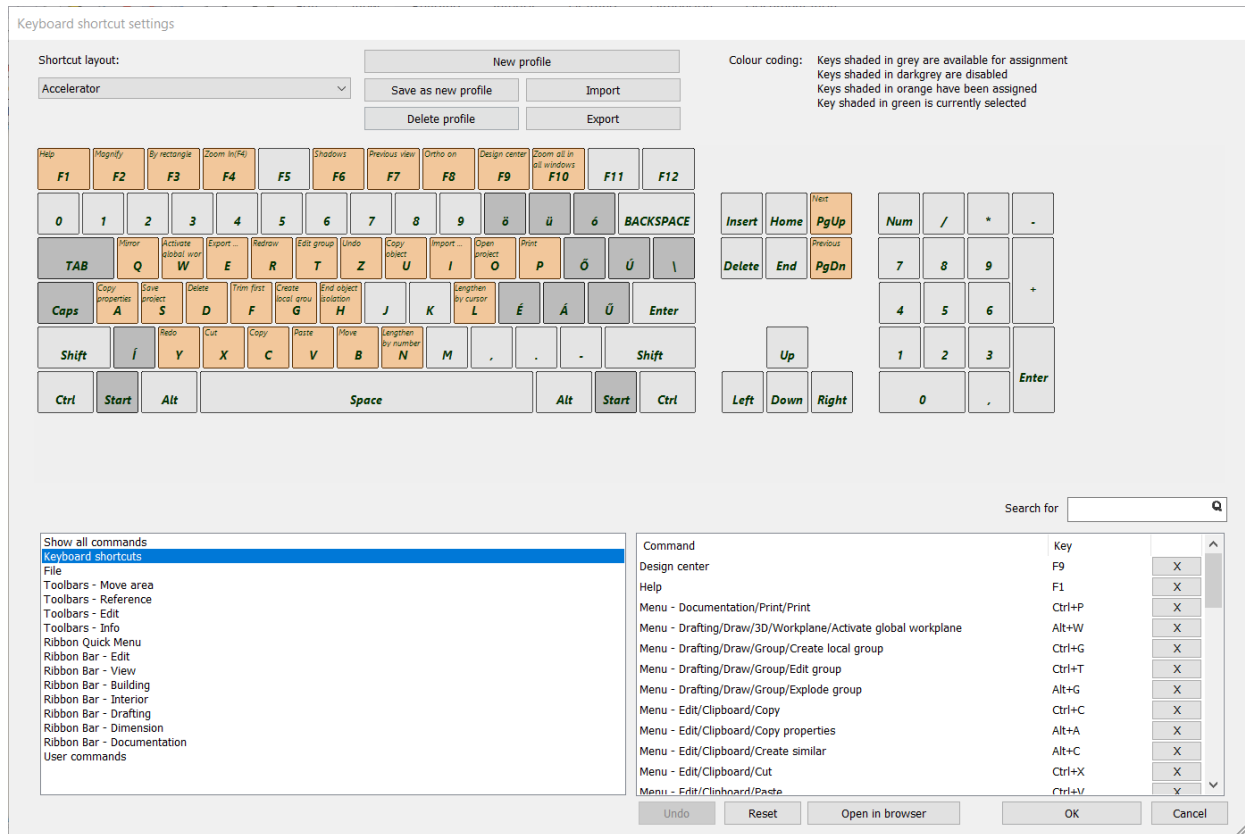 Keyboard shortcut settings
Shortcut layout:
Accelerator
New profile
Save as new profile
Import
Delete profile
Export
Colour coding:
Keys shaded in grey are available for assignment
Keys shaded in darkgrey are disabled
Keys shaded in orange have been assigned
Key shaded in green is currently selected
Help F1
Magnify F2
By rectangle F3
Zoom In(F4) F4
F5
Shadows F6
Previous view F7
Ortho on F8
Design center F9
Zoom all in
all windows
F10
F11
F12
0 1 2 3 4 5 6 7 8 9 ö ü ó BACKSPACE
Insert Home Next PgUp
Num / * -
TAB
Mirror Q
Activate
global wor
W
Export ... E
Redraw R
Edit group T
Undo Z
Copy
object
U
Import ... I
Open
project
O
Print P
Ő Ú \
Delete End Previous PgDn
7 8 9 +
Caps
Copy
properties
A
Save
project
S
Delete D
Trim first F
Create
local grou
G
End object
isolation
H
J K
Lengthen
by cursor
L
É Á Ű Enter
4 5 6
Shift Í
Redo Y
Cut X
Copy C
Paste V
Move B
Lengthen
by number
N
M , . - Shift
Up
1 2 3 Enter
Ctrl Start Alt Space Alt Start Ctrl
Left Down Right
0 ,
Search for
Show all commands
Keyboard shortcuts
File
Toolbars - Move area
Toolbars - Reference
Toolbars - Edit
Toolbars - Info
Ribbon Quick Menu
Ribbon Bar - Edit
Ribbon Bar - View
Ribbon Bar - Building
Ribbon Bar - Interior
Ribbon Bar - Drafting
Ribbon Bar - Dimension
Ribbon Bar - Documentation
User commands
Command Key
Design center F9 X
Help F1 X
Menu - Documentation/Print/Print Ctrl+P X
Menu - Drafting/Draw/3D/Workplane/Activate global workplane Alt+W X
Menu - Drafting/Draw/Group/Create local group Ctrl+G X
Menu - Drafting/Draw/Group/Edit group Ctrl+T X
Menu - Drafting/Draw/Group/Explode group Alt+G X
Menu - Edit/Clipboard/Copy Ctrl+C X
Menu - Edit/Clipboard/Copy properties Alt+A X
Menu - Edit/Clipboard/Create similar Alt+C X
Menu - Edit/Clipboard/Cut Ctrl+X X
Menu - Edit/Clipboard/Paste Ctrl+V X
Undo Reset Open in browser OK Cancel